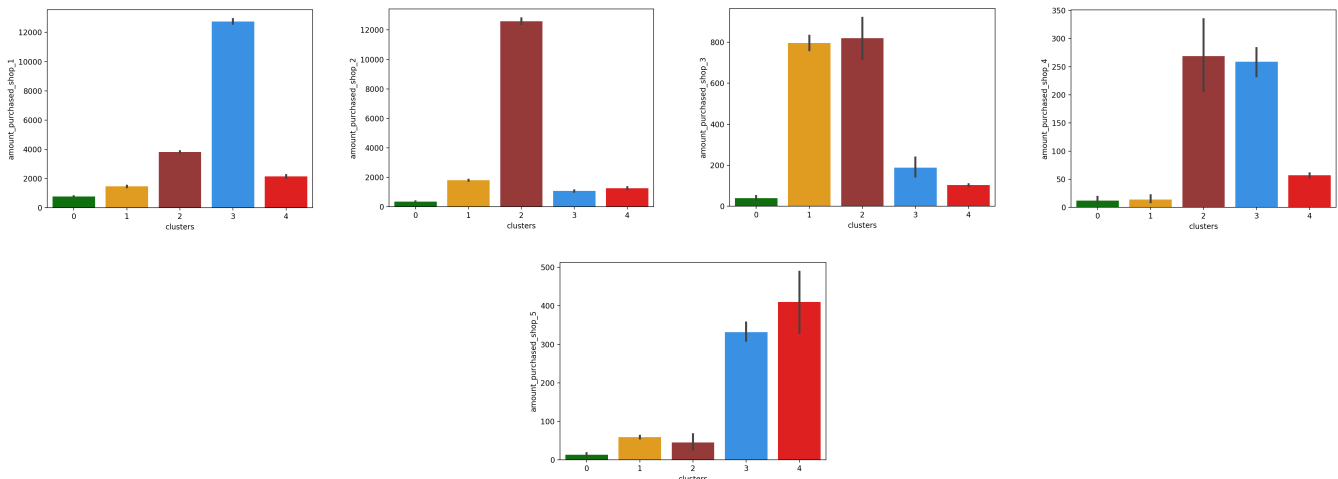 amount_purchased_shop_1
12000
10000
8000
6000
4000
2000
0
0 1 2 3 4
clusters
amount_purchased_shop_2
12000
10000
8000
6000
4000
2000
0
0 1 2 3 4
clusters
amount_purchased_shop_3
800
600
400
200
0
0 1 2 3 4
clusters
amount_purchased_shop_4
350
300
250
200
150
100
50
0
0 1 2 3 4
clusters
amount_purchased_shop_5
500
400
300
200
100
0
0 1 2 3 4
clusters